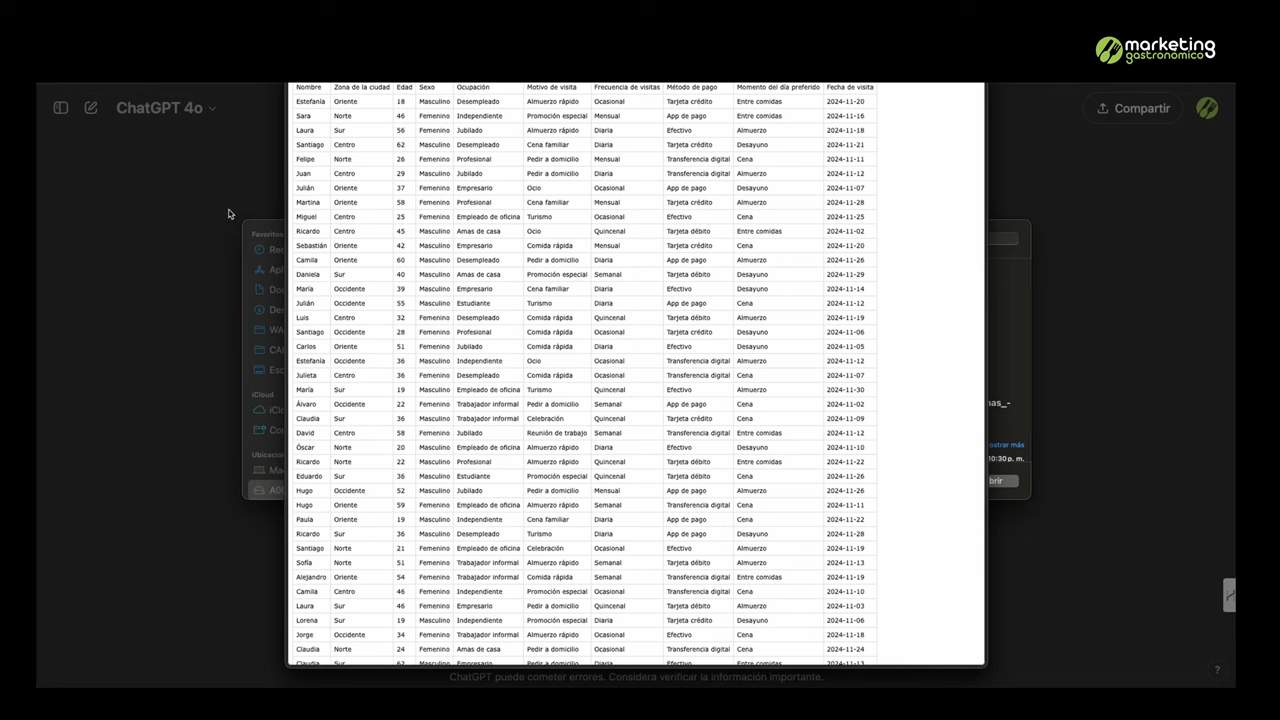 marketing
gastronomico
ChatGPT 4o
Compartir
Nombre Zona de la ciudad Edad Sexo Ocupación Motivo de visita Frecuencia de visitas Método de pago Momento del día preferido Fecha de visita
Estefanía Oriente 18 Masculino Desempleado Almuerzo rápido Ocasional Tarjeta crédito Entre comidas 2024-11-20
Sara Norte 46 Femenino Independiente Promoción especial Mensual App de pago Entre comidas 2024-11-16
Laura Sur 56 Femenino Jubilado Almuerzo rápido Diaria Efectivo Almuerzo 2024-11-18
Santiago Centro 62 Masculino Desempleado Cena familiar Diaria Tarjeta crédito Desayuno 2024-11-21
Felipe Norte 26 Femenino Profesional Pedir a domicilio Mensual Transferencia digital Cena 2024-11-11
Juan Centro 29 Masculino Jubilado Pedir a domicilio Diaria Transferencia digital Almuerzo 2024-11-12
Julián Oriente 37 Femenino Empresario Ocio Ocasional App de pago Desayuno 2024-11-07
Martina Oriente 58 Femenino Profesional Cena familiar Mensual Tarjeta crédito Almuerzo 2024-11-28
Miguel Centro 25 Femenino Empleado de oficina Turismo Ocasional Efectivo Cena 2024-11-25
Ricardo Centro 45 Masculino Amas de casa Ocio Quincenal Tarjeta débito Entre comidas 2024-11-02
Sebastián Oriente 42 Masculino Empresario Comida rápida Mensual Tarjeta crédito Cena 2024-11-20
Camila Oriente 60 Masculino Desempleado Pedir a domicilio Diaria App de pago Almuerzo 2024-11-26
Daniela Sur 40 Masculino Amas de casa Promoción especial Semanal Tarjeta débito Desayuno 2024-11-29
María Occidente 39 Masculino Empresario Cena familiar Diaria Efectivo Desayuno 2024-11-14
Julián Oriente 55 Masculino Estudiante Turismo Diaria App de pago Cena 2024-11-12
Luis Centro 32 Femenino Desempleado Comida rápida Quincenal Tarjeta débito Almuerzo 2024-11-19
Santiago Occidente 28 Femenino Profesional Comida rápida Ocasional Tarjeta crédito Desayuno 2024-11-06
Carlos Oriente 51 Femenino Jubilado Comida rápida Diaria Efectivo Desayuno 2024-11-05
Estefanía Occidente 36 Masculino Independiente Ocio Ocasional Transferencia digital Almuerzo 2024-11-12
Julieta Centro 36 Femenino Desempleado Comida rápida Ocasional Transferencia digital Cena 2024-11-07
María Sur 19 Masculino Empleado de oficina Turismo Quincenal Efectivo Almuerzo 2024-11-30
Álvaro Occidente 22 Femenino Trabajador informal Pedir a domicilio Semanal App de pago Cena 2024-11-02
Claudia Sur 36 Masculino Trabajador informal Celebración Quincenal Tarjeta crédito Cena 2024-11-09
David Centro 58 Femenino Jubilado Reunión de trabajo Semanal Transferencia digital Entre comidas 2024-11-12
Óscar Norte 20 Femenino Empleado de oficina Almuerzo rápido Diaria Efectivo Desayuno 2024-11-10
Ricardo Norte 22 Masculino Profesional Almuerzo rápido Quincenal Tarjeta débito Entre comidas 2024-11-22
Eduardo Sur 36 Masculino Estudiante Promoción especial Quincenal Tarjeta débito Cena 2024-11-26
Hugo Occidente 52 Masculino Jubilado Pedir a domicilio Mensual App de pago Almuerzo 2024-11-26
Hugo Oriente 59 Femenino Empleado de oficina Almuerzo rápido Semanal Transferencia digital Cena 2024-11-11
Paula Oriente 19 Masculino Independiente Cena familiar Diaria App de pago Cena 2024-11-22
Ricardo Sur 36 Masculino Desempleado Turismo Diaria App de pago Desayuno 2024-11-28
Santiago Norte 21 Femenino Empleado de oficina Celebración Ocasional Efectivo Almuerzo 2024-11-19
Sofía Norte 51 Femenino Trabajador informal Almuerzo rápido Semanal Tarjeta débito Almuerzo 2024-11-13
Alejandro Oriente 54 Femenino Trabajador informal Comida rápida Semanal Transferencia digital Entre comidas 2024-11-19
Camila Centro 46 Femenino Independiente Promoción especial Ocasional Transferencia digital Cena 2024-11-10
Laura Sur 46 Femenino Empresario Pedir a domicilio Quincenal Tarjeta débito Almuerzo 2024-11-03
Lorena Sur 19 Masculino Independiente Promoción especial Diaria Tarjeta crédito Desayuno 2024-11-06
Jorge Occidente 34 Femenino Trabajador informal Almuerzo rápido Ocasional Efectivo Cena 2024-11-18
Claudia Norte 24 Femenino Amas de casa Pedir a domicilio Ocasional Transferencia digital Cena 2024-11-24
Claudia Sur 62 Masculino Empresario Pedir a domicilio Diaria Efectivo Entre comidas 2024-11-13
Favoritos
iCloud
nas_-
ostrar más
10:30 p. m.
brir
ChatGPT puede cometer errores. Considera verificar la información importante.
?